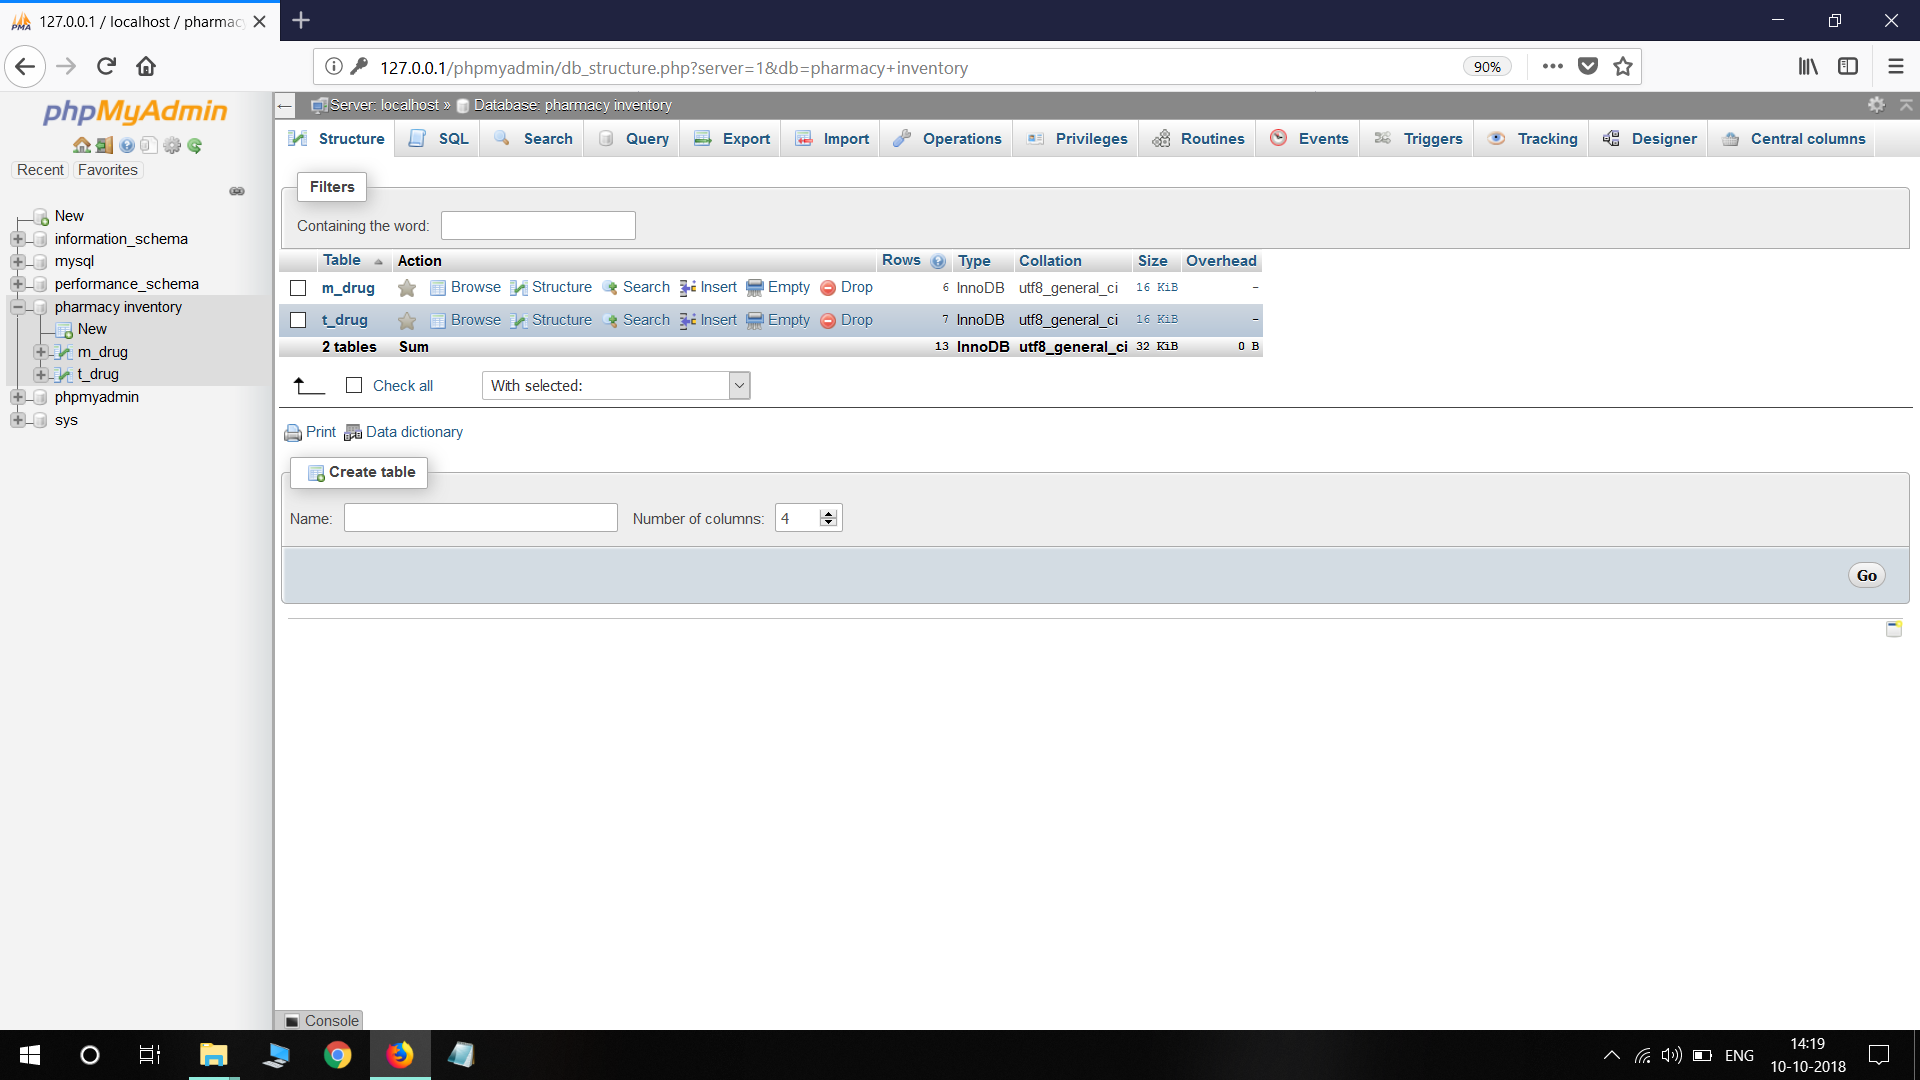 127.0.0.1 / localhost / pharmac
127.0.0.1/phpmyadmin/db_structure.php?server=1&db=pharmacy+inventory
90%
phpMyAdmin
Recent Favorites
New
information_schema
mysql
performance_schema
pharmacy inventory
New
m_drug
t_drug
phpmyadmin
sys
Server: localhost » Database: pharmacy inventory
Structure SQL Search Query Export Import Operations Privileges Routines Events Triggers Tracking Designer Central columns
Filters
Containing the word:
Table Action Rows Type Collation Size Overhead
m_drug Browse Structure Search Insert Empty Drop 6 InnoDB utf8_general_ci 16 KiB -
t_drug Browse Structure Search Insert Empty Drop 7 InnoDB utf8_general_ci 16 KiB -
2 tables Sum 13 InnoDB utf8_general_ci 32 KiB 0 B
Check all With selected:
Print Data dictionary
Create table
Name: Number of columns: 4
Go
Console
ENG
14:19
10-10-2018